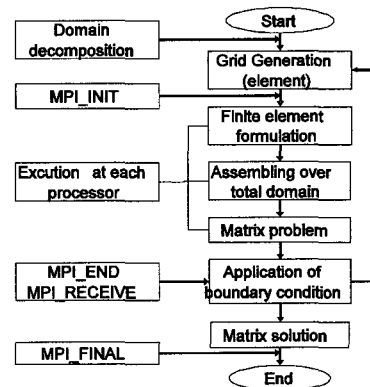 Start
Domain
decomposition
Grid Generation
(element)
MPI_INIT
Finite element
formulation
Excution at each
processor
Assembling over
total domain
Matrix problem
MPI_END
MPI_RECEIVE
Application of
boundary condition
Matrix solution
MPI_FINAL
End